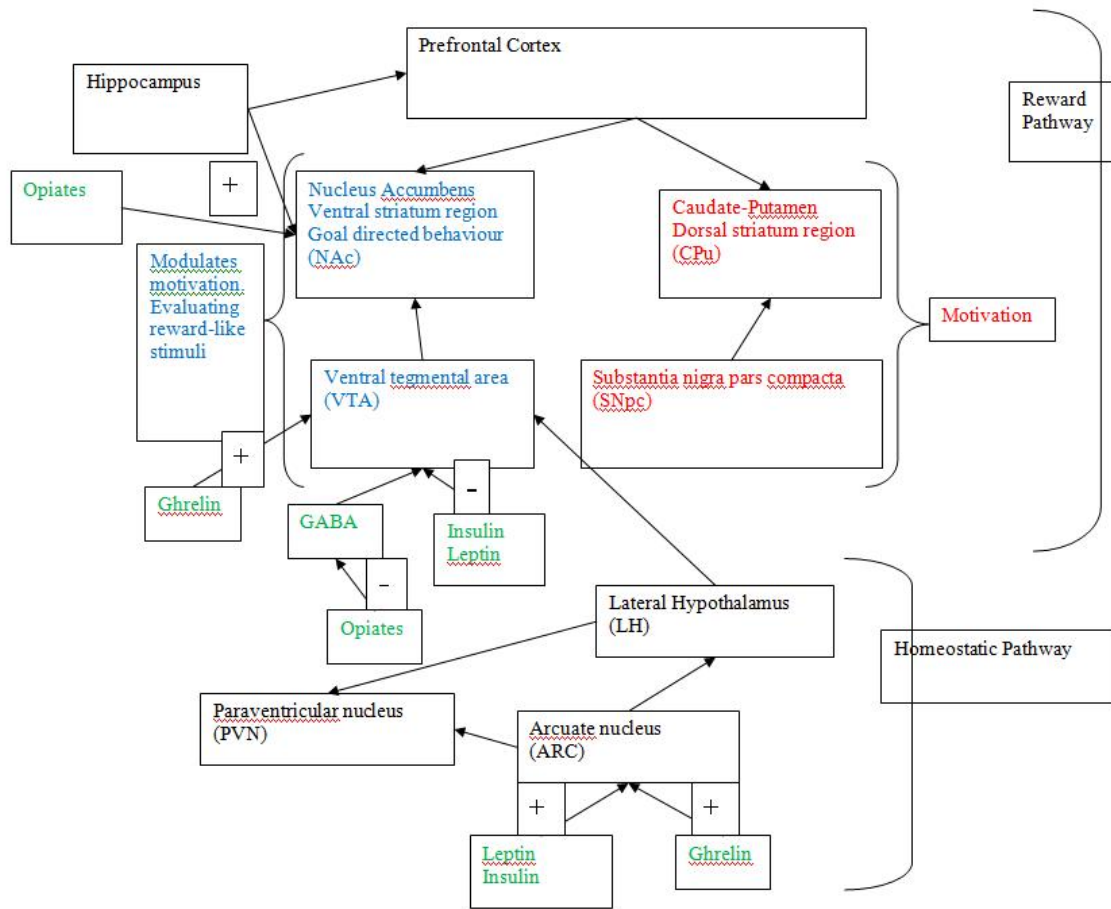 Prefrontal Cortex
Hippocampus
Reward
Pathway
Opiates
+
Nucleus Accumbens
Ventral striatum region
Goal directed behaviour
(NAc)
Caudate-Putamen
Dorsal striatum region
(CPu)
Modulates
motivation.
Evaluating
reward-like
stimuli
Motivation
Ventral tegmental area
(VTA)
Substantia nigra pars compacta
(SNpc)
+
Ghrelin
-
GABA
Insulin
Leptin
-
Opiates
Lateral Hypothalamus
(LH)
Homeostatic Pathway
Paraventricular nucleus
(PVN)
Arcuate nucleus
(ARC)
+
+
Leptin
Insulin
Ghrelin